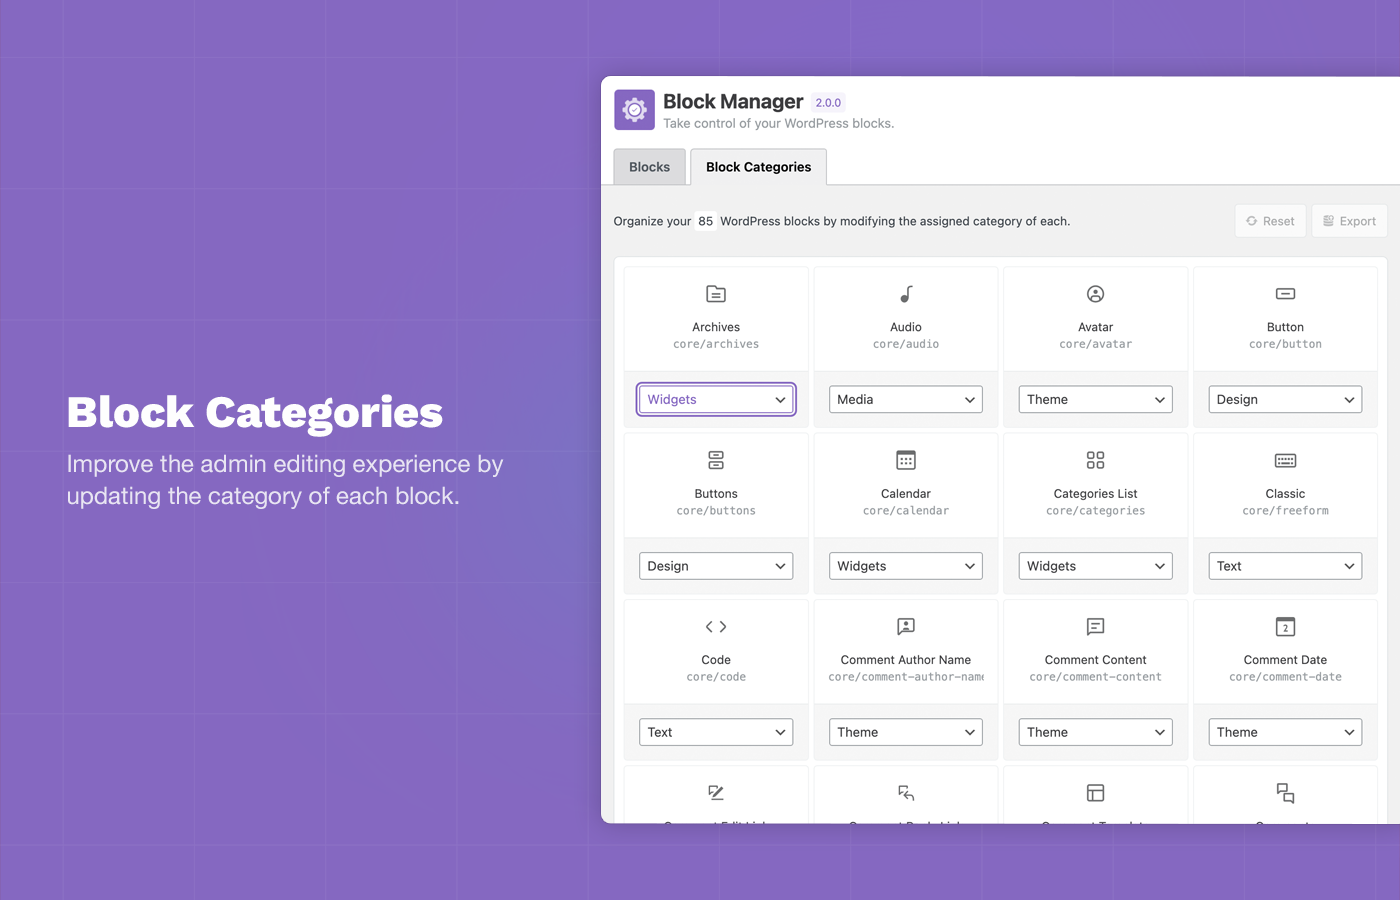 Block Manager 2.0.0
Take control of your WordPress blocks.
Blocks Block Categories
Organize your 85 WordPress blocks by modifying the assigned category of each.
Reset Export
Block Categories
Improve the admin editing experience by
updating the category of each block.
Archives
core/archives
Widgets
Audio
core/audio
Media
Avatar
core/avatar
Theme
Button
core/button
Design
Buttons
core/buttons
Design
Calendar
core/calendar
Widgets
Categories List
core/categories
Widgets
Classic
core/freeform
Text
Code
core/code
Text
Comment Author Name
core/comment-author-name
Theme
Comment Content
core/comment-content
Theme
2
Comment Date
core/comment-date
Theme